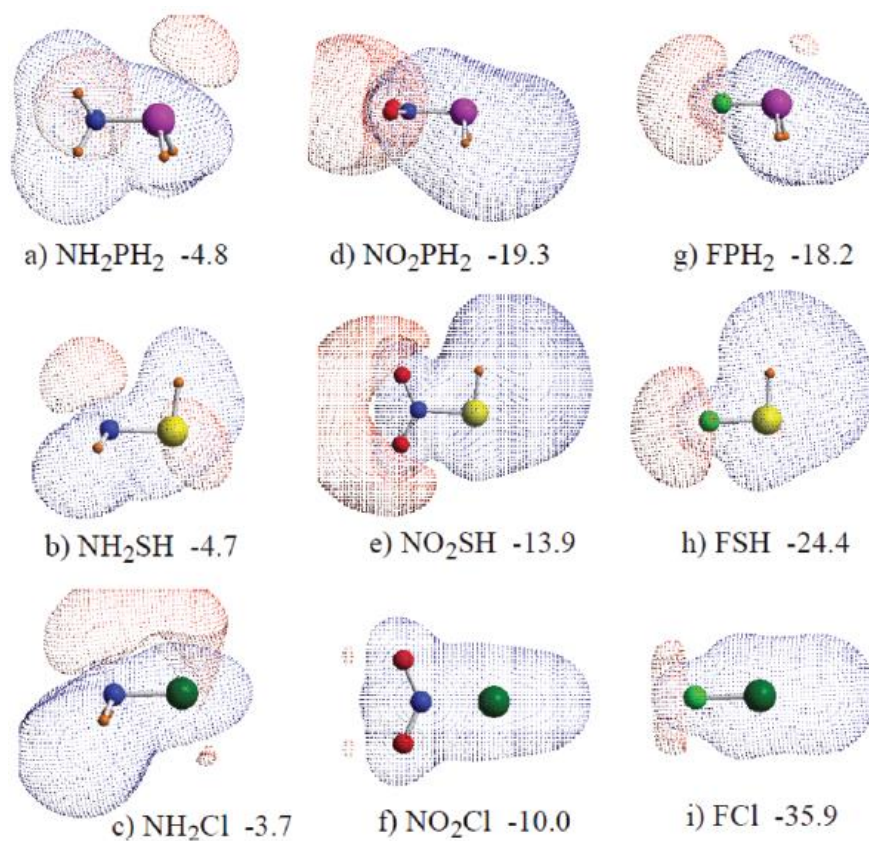 a) NH₂PH₂ -4.8
d) NO₂PH₂ -19.3
g) FPH₂ -18.2
b) NH₂SH -4.7
e) NO₂SH -13.9
h) FSH -24.4
c) NH₂Cl -3.7
f) NO₂Cl -10.0
i) FCl -35.9